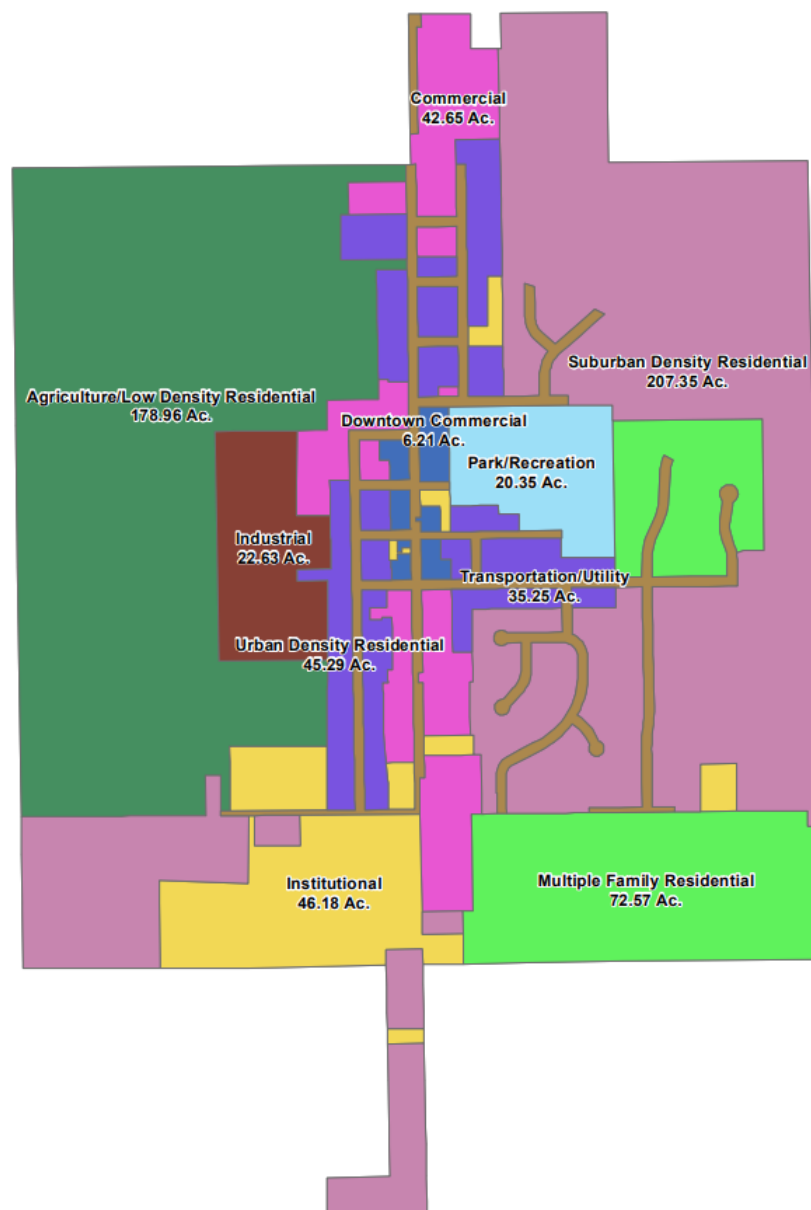 Commercial
42.65 Ac.
Suburban Density Residential
207.35 Ac.
Agriculture/Low Density Residential
178.96 Ac.
Downtown Commercial
6.21 Ac.
Park/Recreation
20.35 Ac.
Industrial
22.63 Ac.
Transportation/Utility
35.25 Ac.
Urban Density Residential
45.29 Ac.
Institutional
46.18 Ac.
Multiple Family Residential
72.57 Ac.